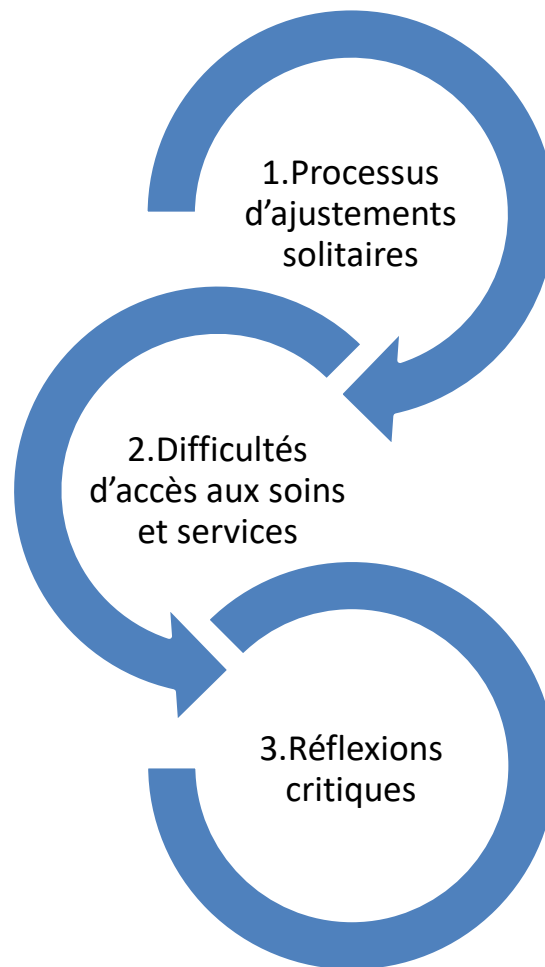 1.Processus
d’ajustements
solitaires
2.Difficultés
d’accès aux soins
et services
3.Réflexions
critiques